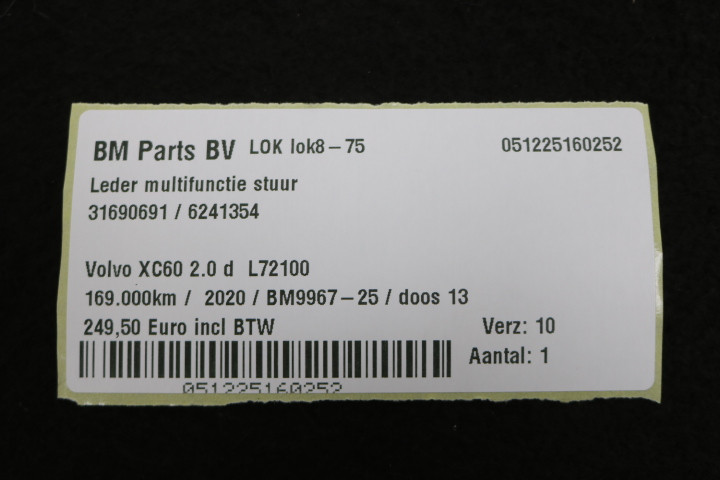 BM Parts BV LOK lok8-75 051225160252
Leder multifunctie stuur
31690691 / 6241354
Volvo XC60 2.0 d L72100
169.000km / 2020 / BM9967-25 / doos 13
249,50 Euro incl BTW Verz: 10
Aantal: 1
051225160252